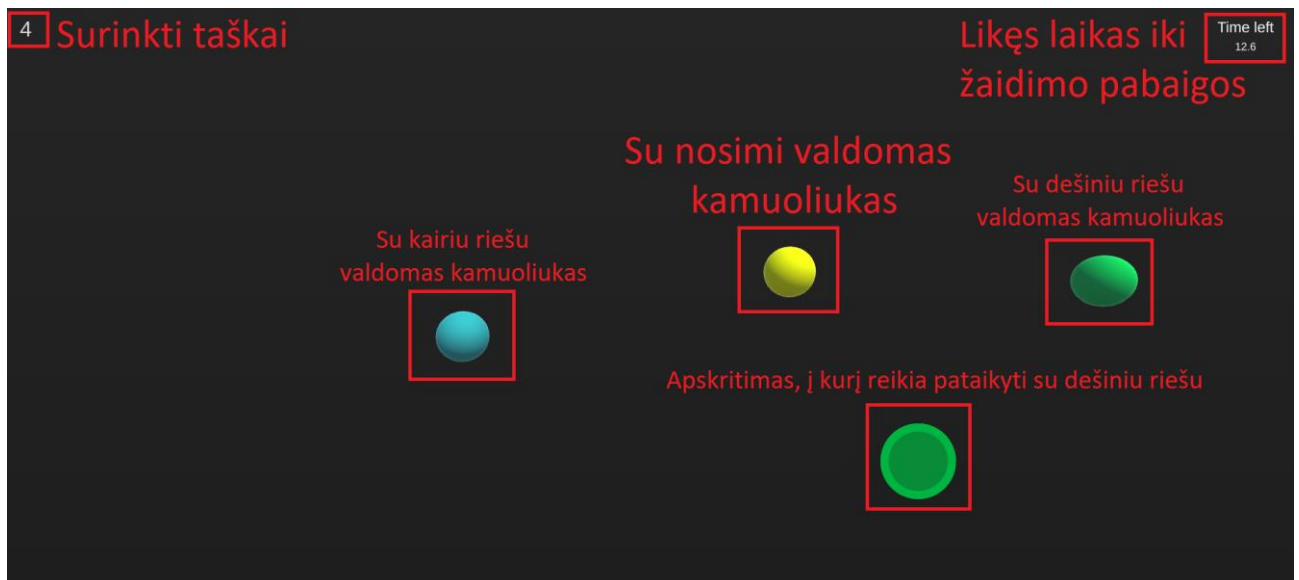 4
Surinkti taškai
Likęs laikas iki
žaidimo pabaigos
Time left
12.6
Su nosimi valdomas
kamuoliukas
Su dešiniu riešu
valdomas kamuoliukas
Su kairiu riešu
valdomas kamuoliukas
Apskritimas, į kurį reikia pataikyti su dešiniu riešu